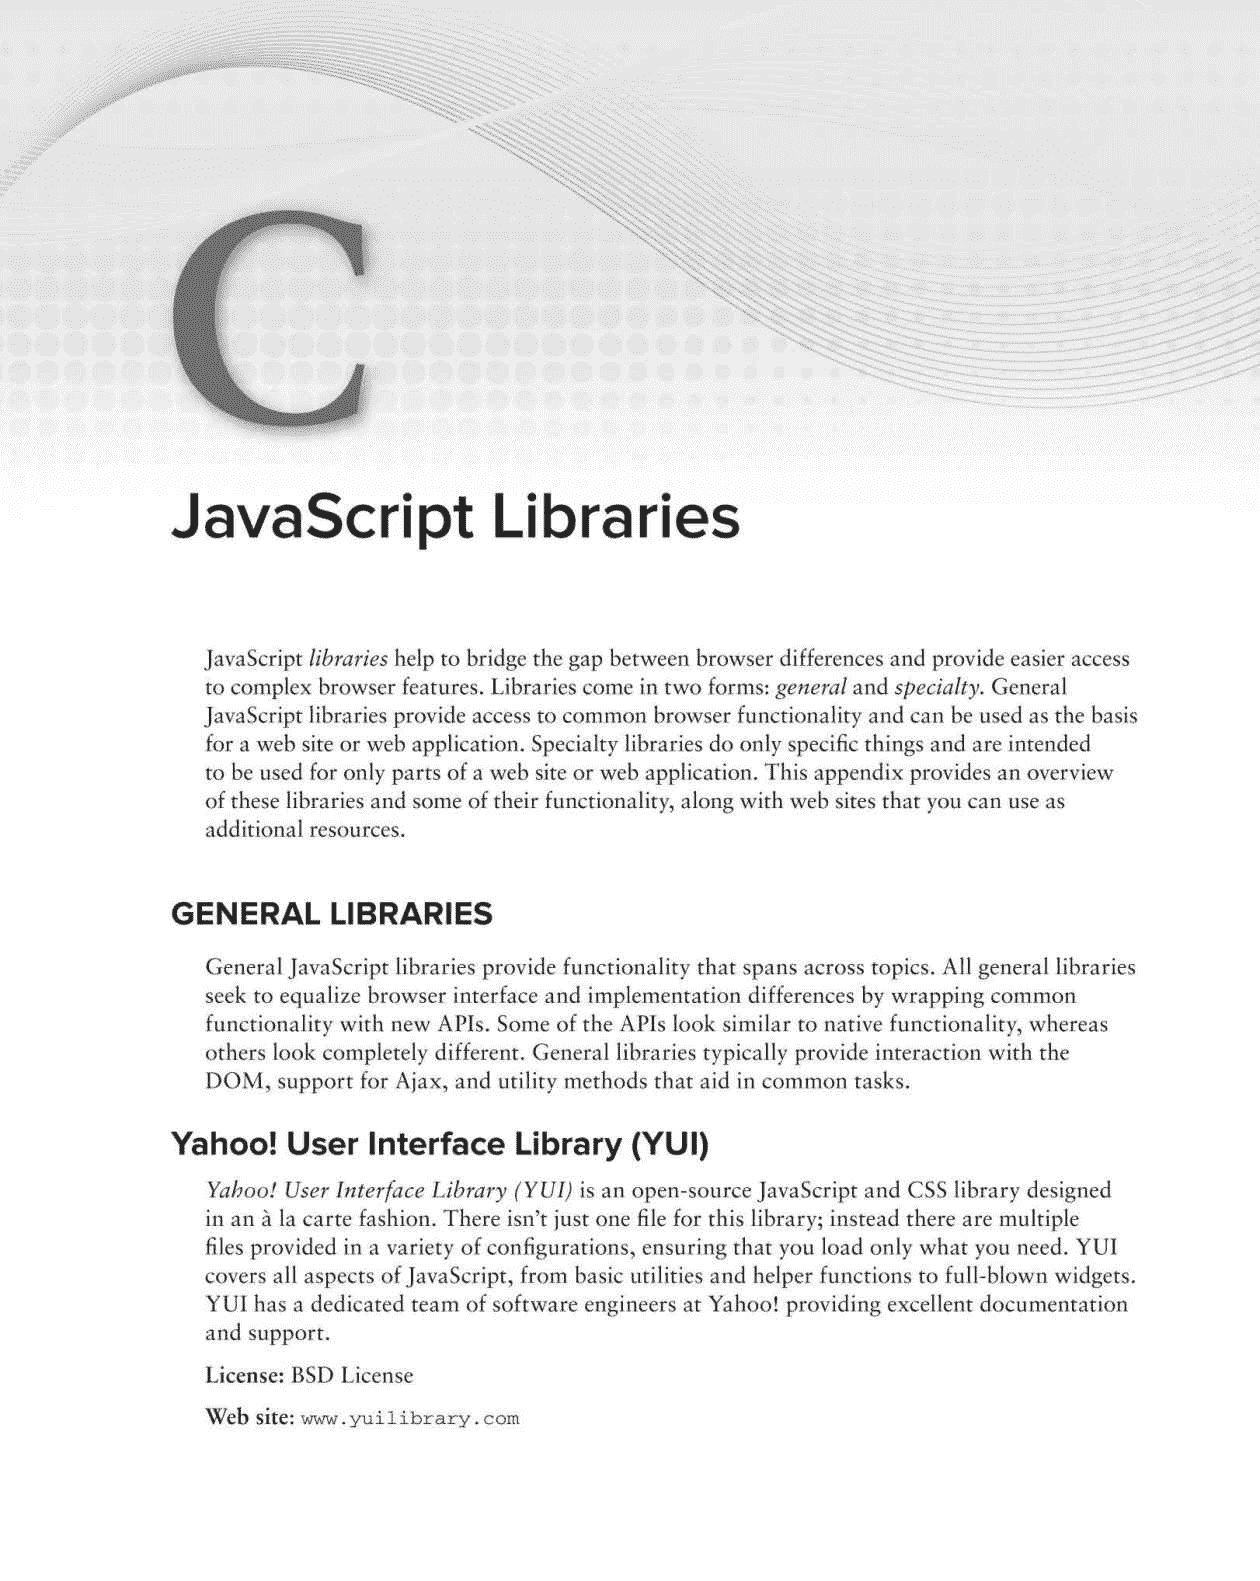 C
JavaScript Libraries
JavaScript libraries help to bridge the gap between browser differences and provide easier access
to complex browser features. Libraries come in two forms: general and specialty. General
JavaScript libraries provide access to common browser functionality and can be used as the basis
for a web site or web application. Specialty libraries do only specific things and are intended
to be used for only parts of a web site or web application. This appendix provides an overview
of these libraries and some of their functionality, along with web sites that you can use as
additional resources.
GENERAL LIBRARIES
General JavaScript libraries provide functionality that spans across topics. All general libraries
seek to equalize browser interface and implementation differences by wrapping common
functionality with new APIs. Some of the APIs look similar to native functionality, whereas
others look completely different. General libraries typically provide interaction with the
DOM, support for Ajax, and utility methods that aid in common tasks.
Yahoo! User Interface Library (YUI)
Yahoo! User Interface Library (YUI) is an open-source JavaScript and CSS library designed
in an à la carte fashion. There isn't just one file for this library; instead there are multiple
files provided in a variety of configurations, ensuring that you load only what you need. YUI
covers all aspects of JavaScript, from basic utilities and helper functions to full-blown widgets.
YUI has a dedicated team of software engineers at Yahoo! providing excellent documentation
and support.
License: BSD License
Web site: www.yuilibrary.com